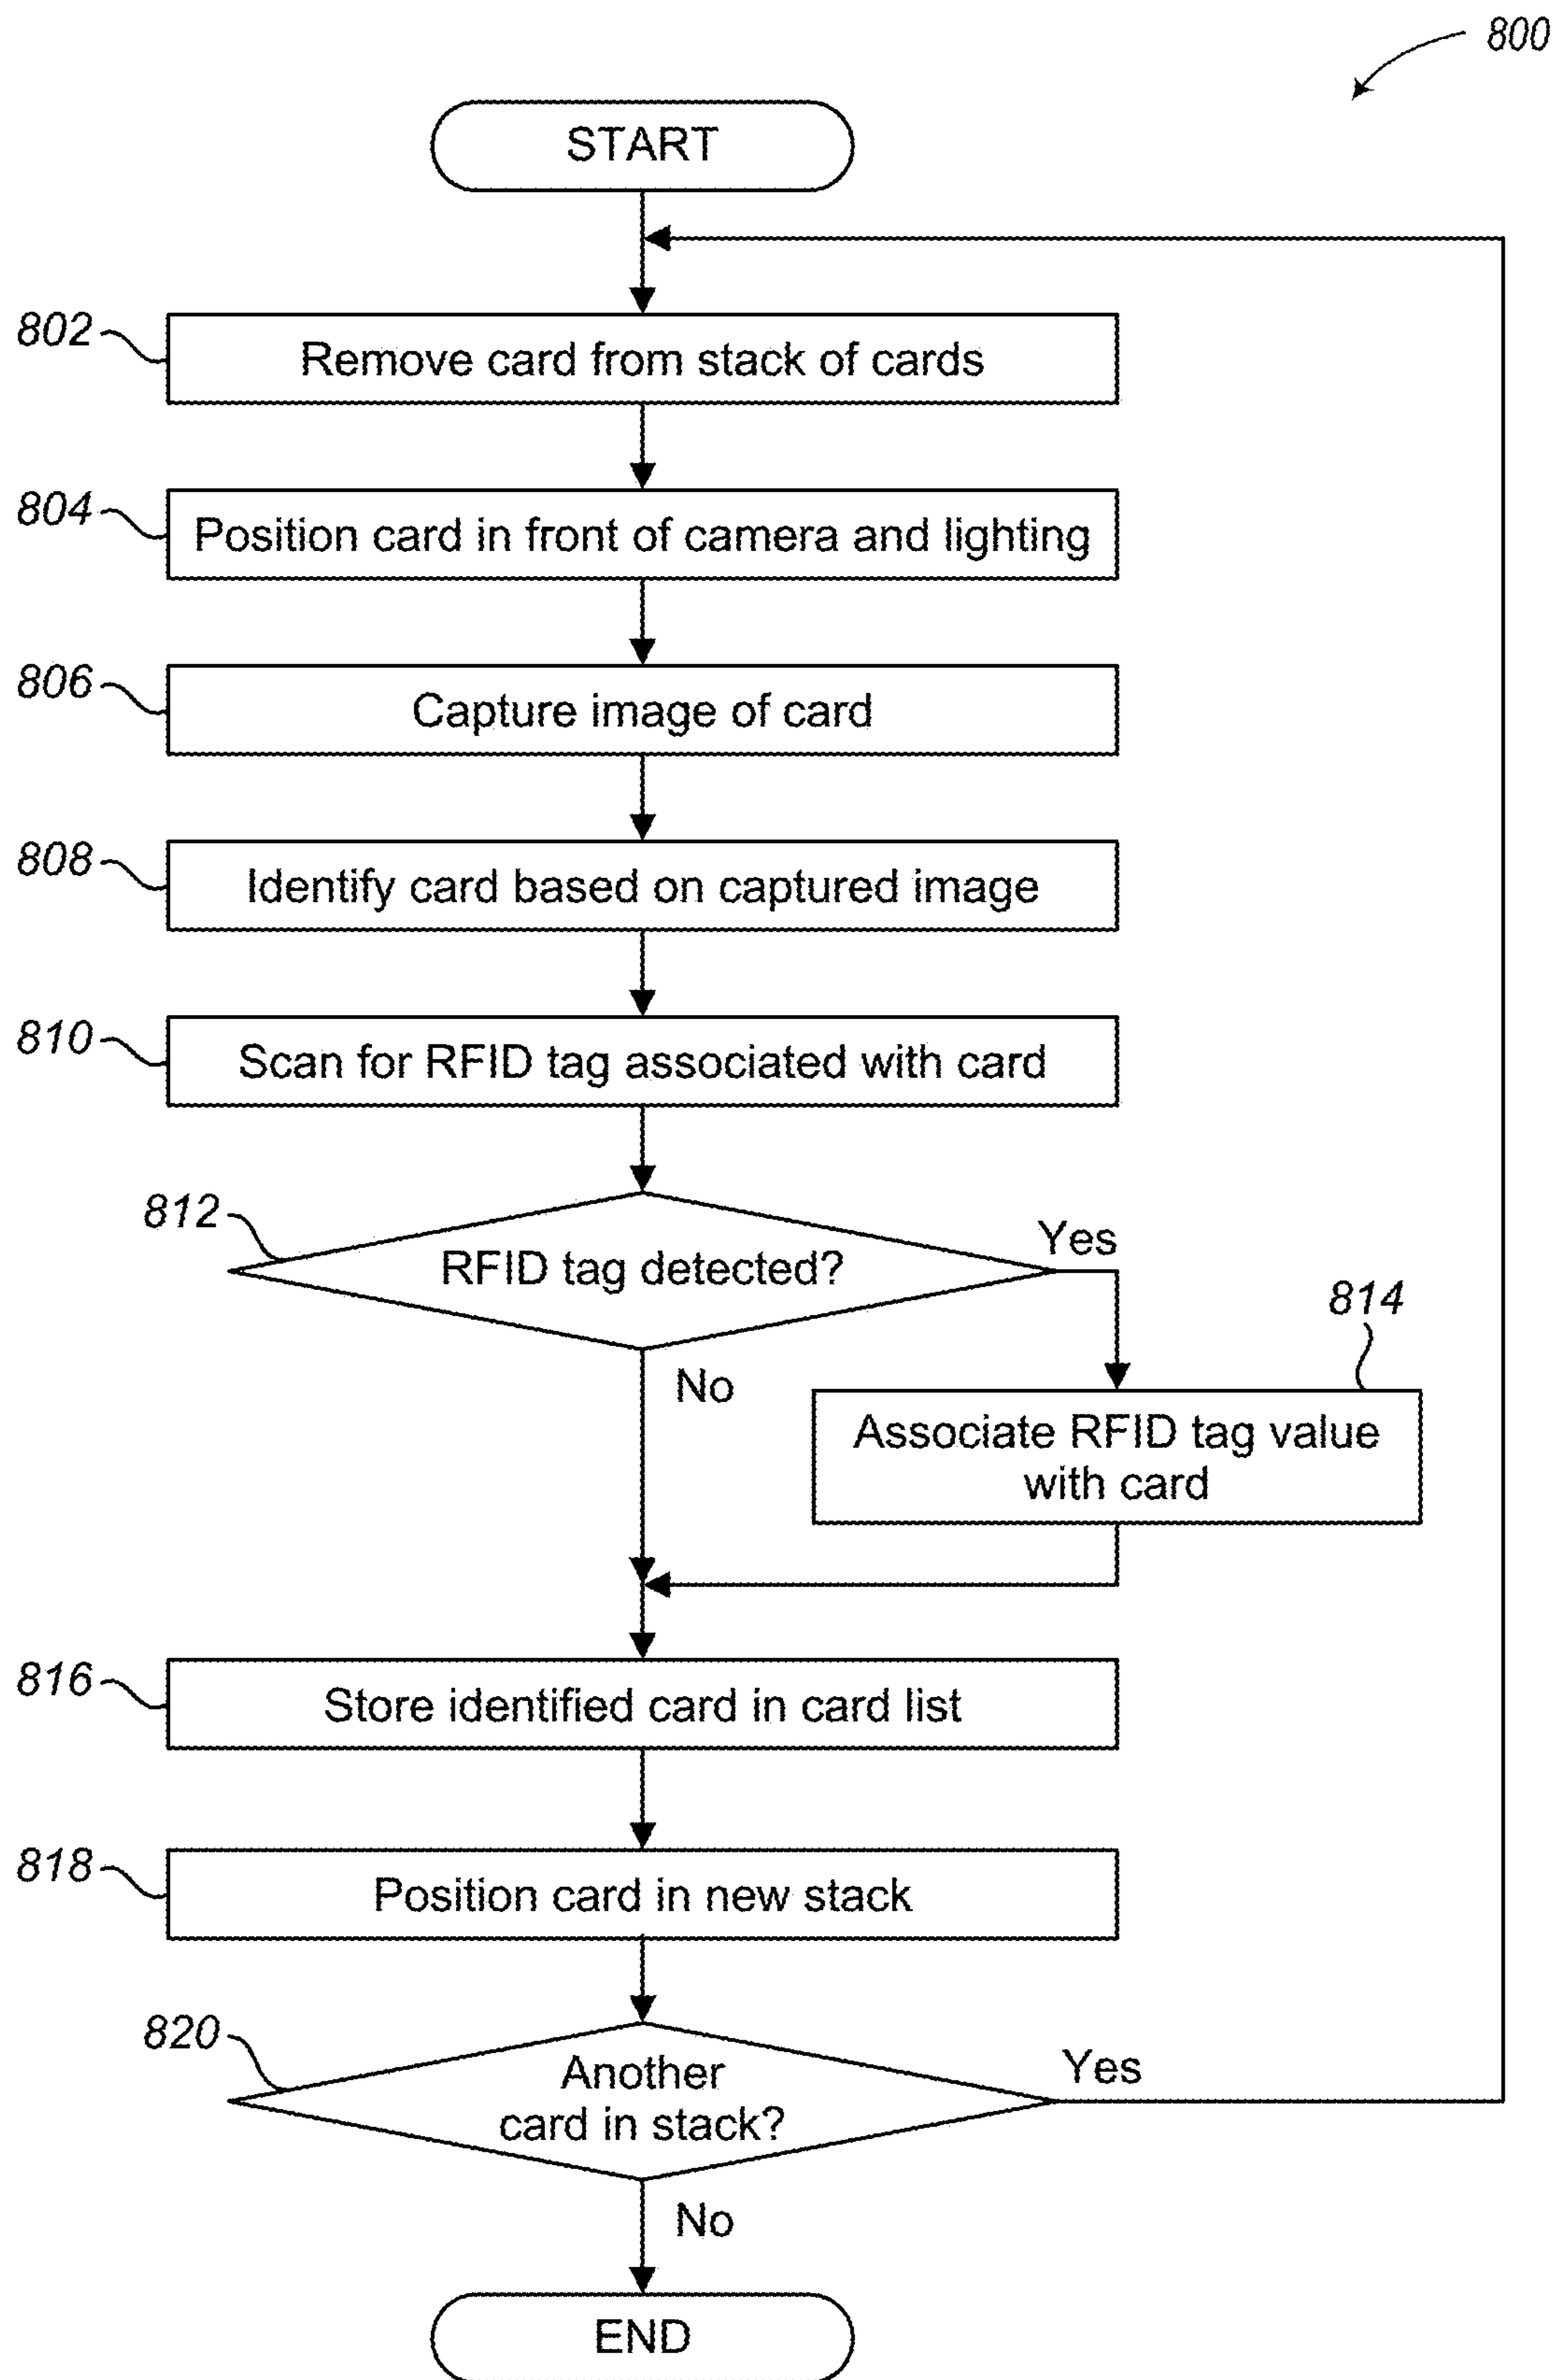 800
START
802
Remove card from stack of cards
804
Position card in front of camera and lighting
806
Capture image of card
808
Identify card based on captured image
810
Scan for RFID tag associated with card
812
RFID tag detected?
Yes
No
814
Associate RFID tag value
with card
816
Store identified card in card list
818
Position card in new stack
820
Another
card in stack?
Yes
No
END